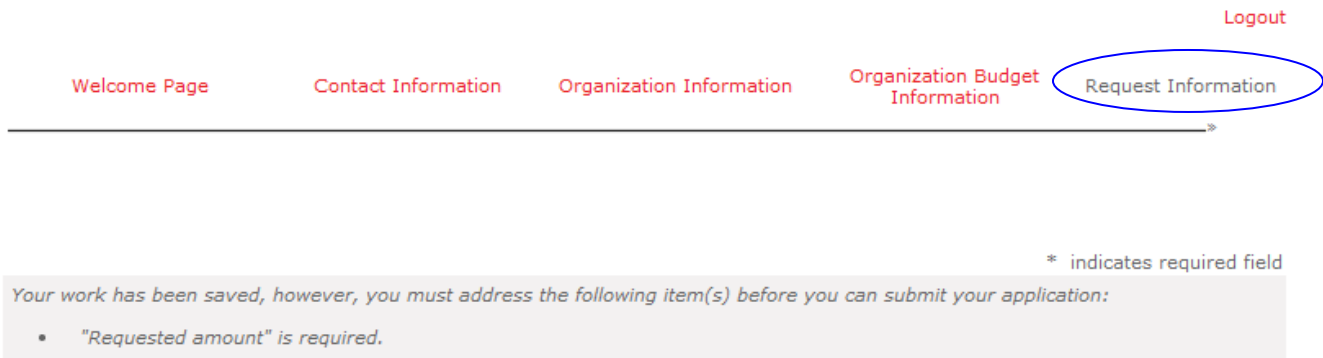 Logout
Welcome Page
Contact Information
Organization Information
Organization Budget
Information
Request Information
»
* indicates required field
Your work has been saved, however, you must address the following item(s) before you can submit your application:
• "Requested amount" is required.